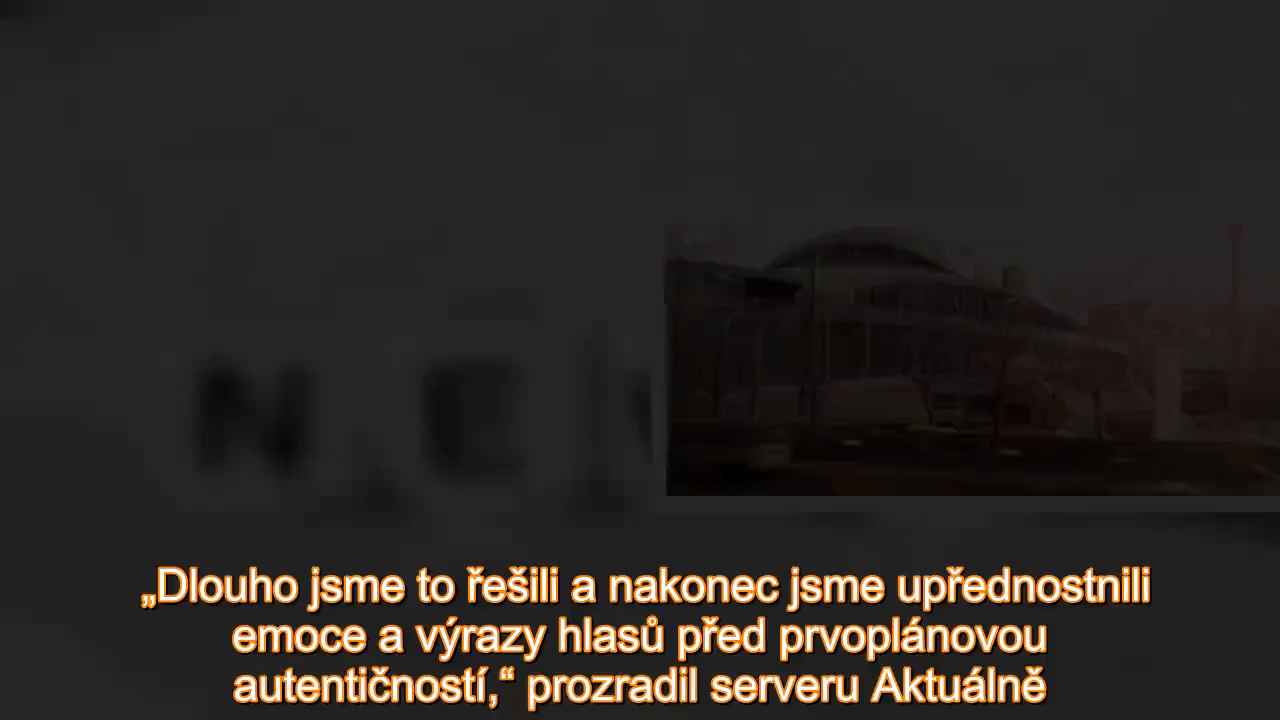 N E
„Dlouho jsme to řešili a nakonec jsme upřednostnili
emoce a výrazy hlasů před prvoplánovou
autentičností,“ prozradil serveru Aktuálně